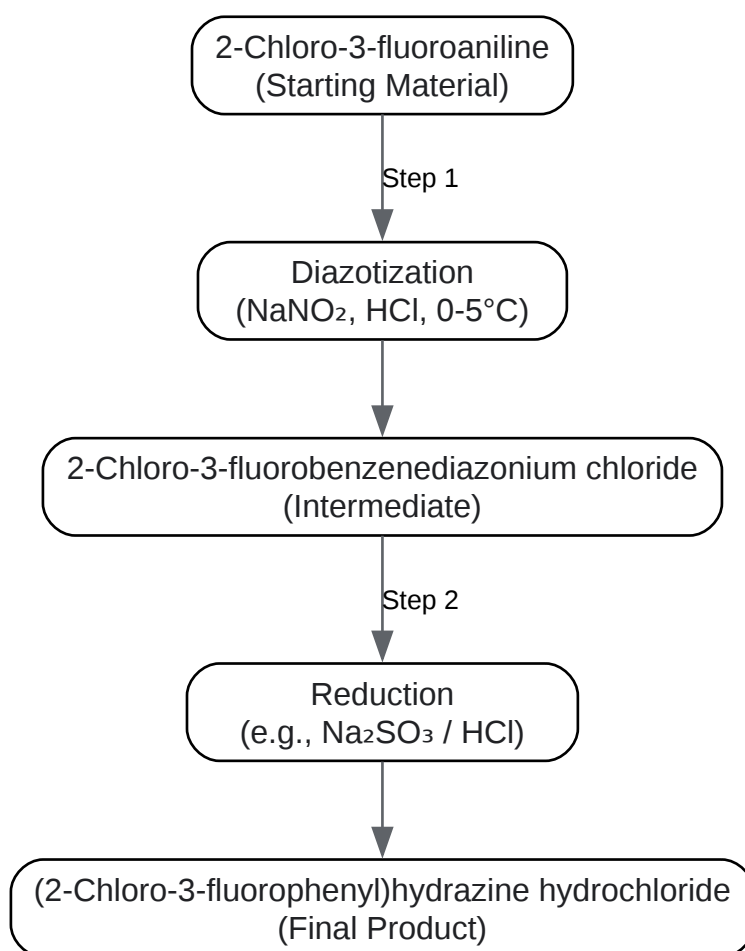 2-Chloro-3-fluoroaniline
(Starting Material)
Step 1
Diazotization
(NaNO₂, HCl, 0-5°C)
2-Chloro-3-fluorobenzenediazonium chloride
(Intermediate)
Step 2
Reduction
(e.g., Na₂SO₃ / HCl)
(2-Chloro-3-fluorophenyl)hydrazine hydrochloride
(Final Product)